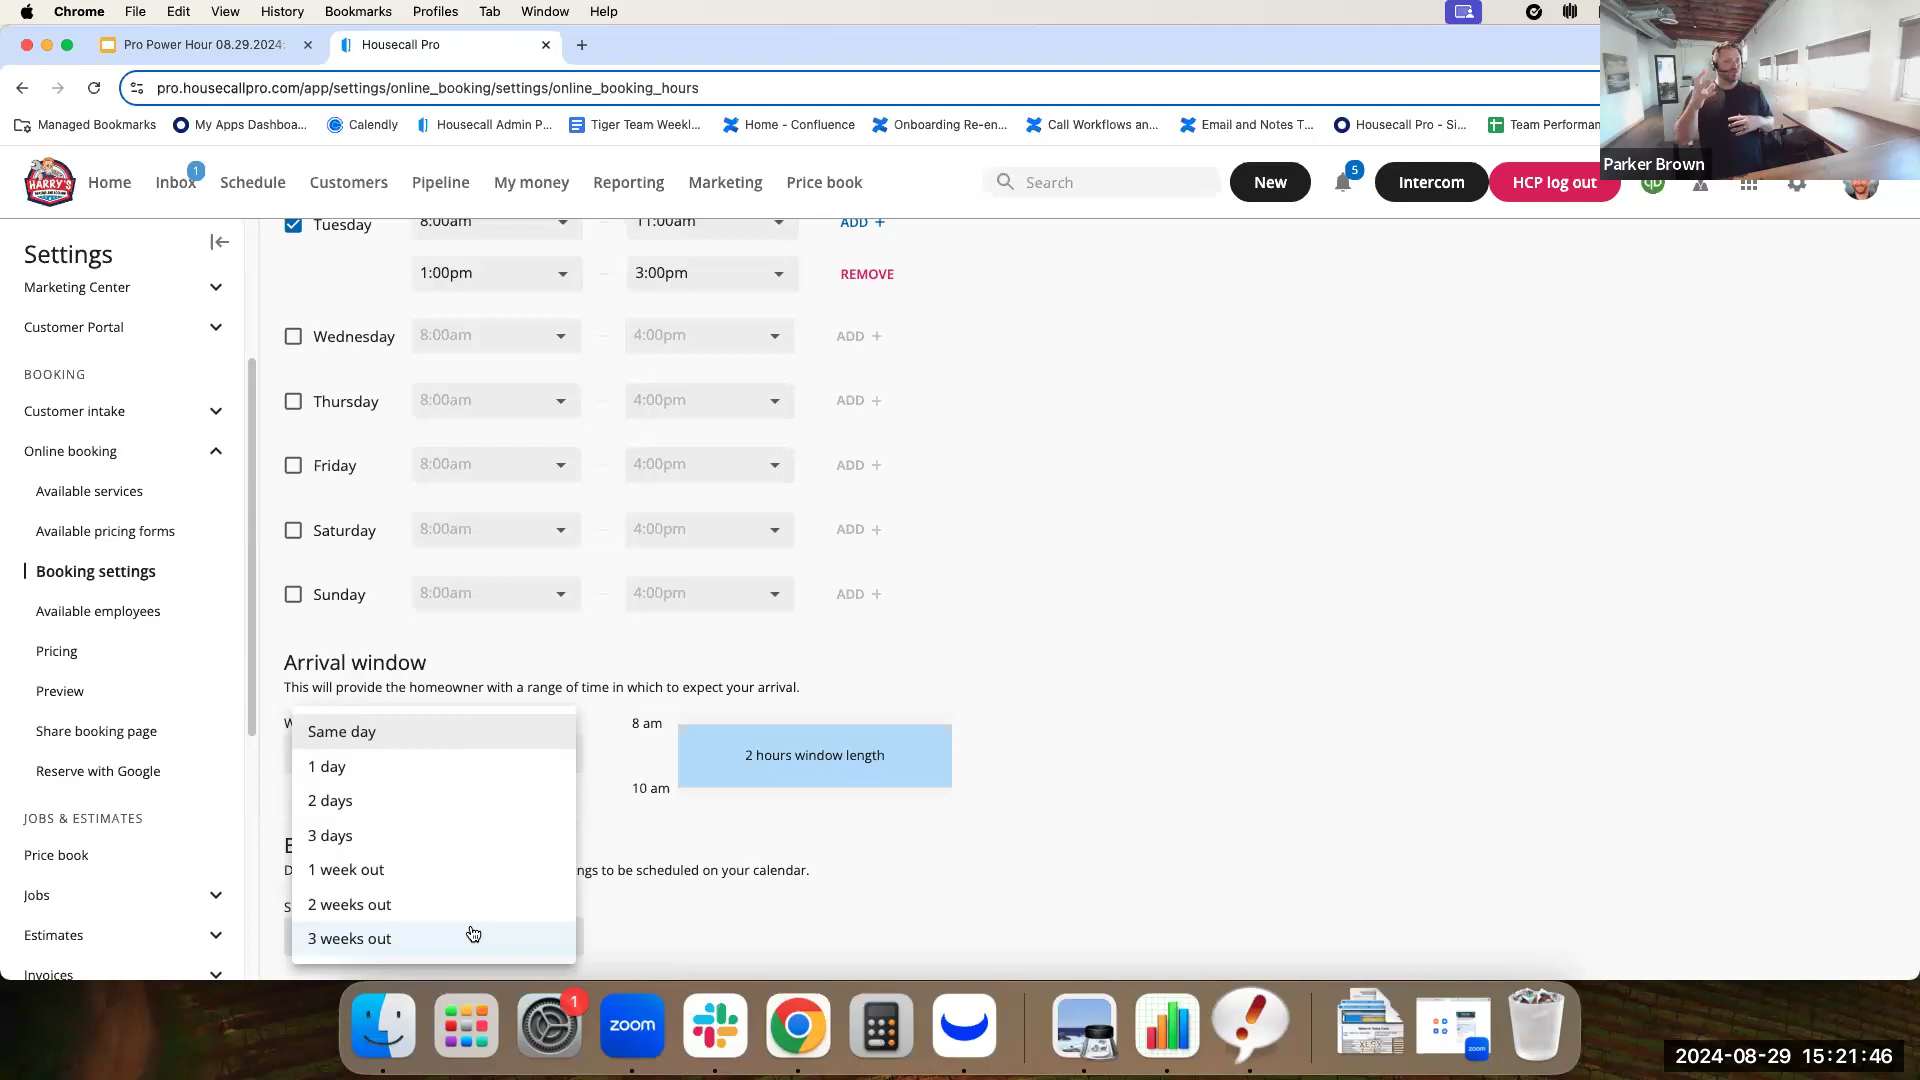 Chrome File Edit View History Bookmarks Profiles Tab Window Help
Pro Power Hour 08.29.2024:
Housecall Pro
pro.housecallpro.com/app/settings/online_booking/settings/online_booking_hours
Managed Bookmarks
My Apps Dashboa...
Calendly
Housecall Admin P...
Tiger Team Weekl...
Home - Confluence
Onboarding Re-en...
Call Workflows an...
Email and Notes T...
Housecall Pro - Si...
Team Performan
Parker Brown
HARRY'S
Home
Inbox
1
Schedule
Customers
Pipeline
My money
Reporting
Marketing
Price book
Search
New
5
Intercom
HCP log out
Settings
Marketing Center
Customer Portal
BOOKING
Customer intake
Online booking
Available services
Available pricing forms
Booking settings
Available employees
Pricing
Preview
Share booking page
Reserve with Google
JOBS & ESTIMATES
Price book
Jobs
Estimates
Invoices
Tuesday 8:00am 11:00am ADD +
1:00pm 3:00pm REMOVE
Wednesday 8:00am 4:00pm ADD +
Thursday 8:00am 4:00pm ADD +
Friday 8:00am 4:00pm ADD +
Saturday 8:00am 4:00pm ADD +
Sunday 8:00am 4:00pm ADD +
Arrival window
This will provide the homeowner with a range of time in which to expect your arrival.
W
Same day
1 day
2 days
3 days
1 week out
2 weeks out
3 weeks out
8 am
2 hours window length
10 am
ngs to be scheduled on your calendar.
1
zoom
zoom
2024-08-29 15:21:46